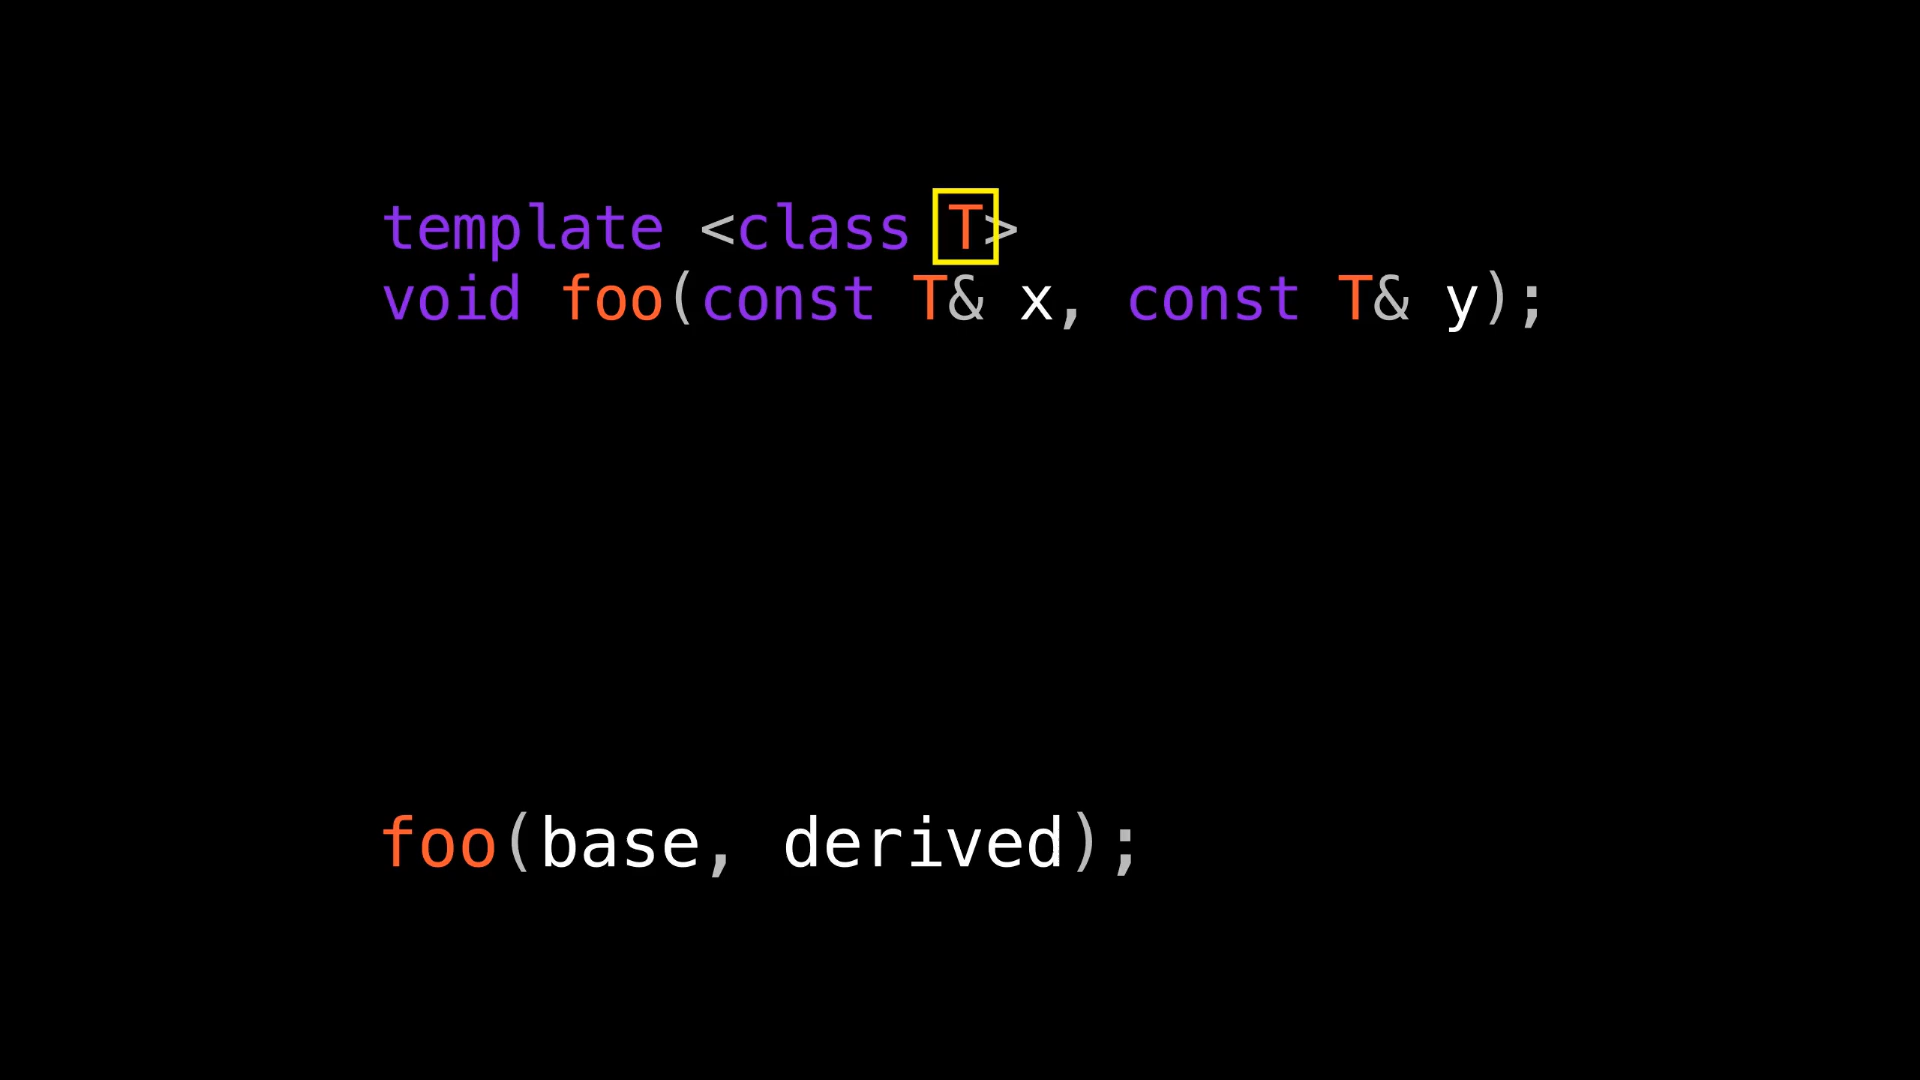 template <class T>
void foo(const T& x, const T& y);
foo(base, derived);